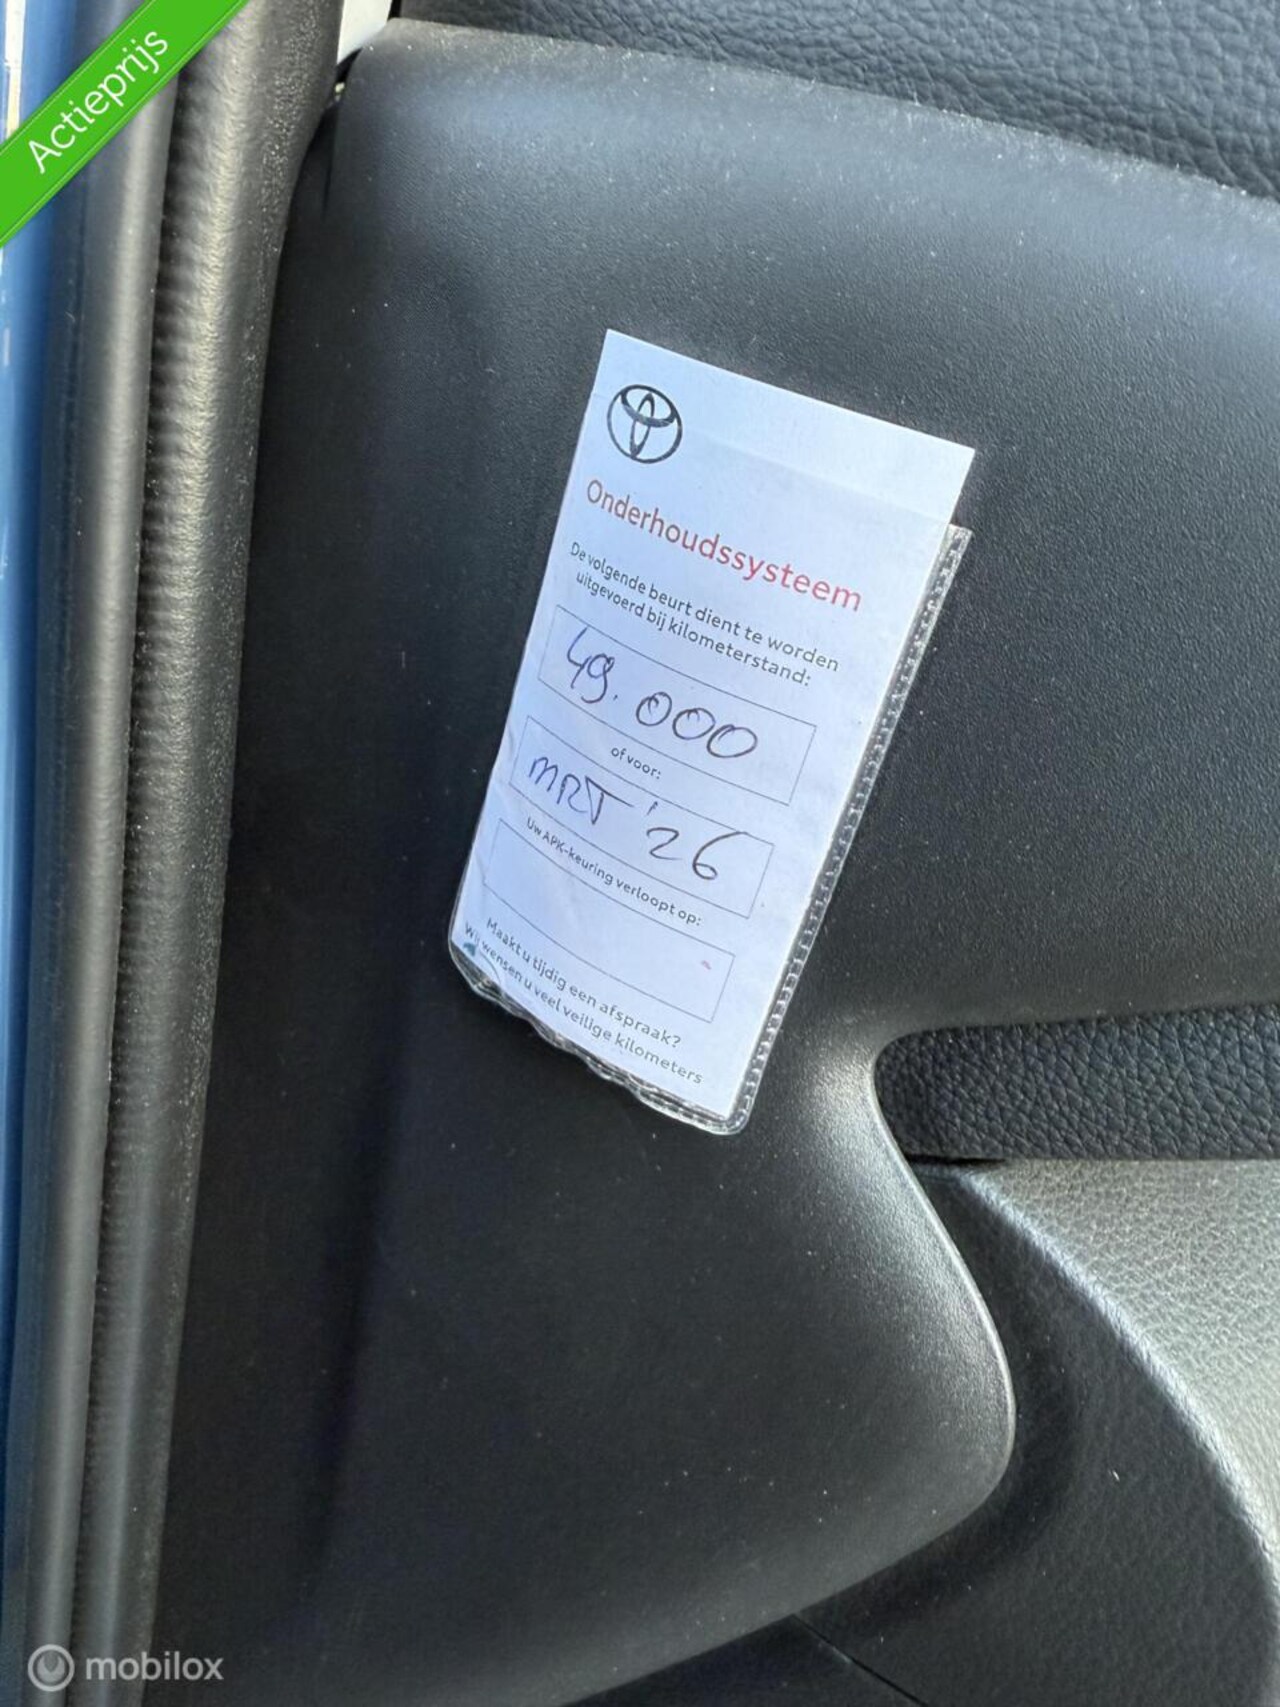 Actieprijs
Onderhoudssysteem
De volgende beurt dient te worden
uitgevoerd bij kilometerstand:
49.000
of voor:
MRT '26
Uw APK-keuring verloopt op:
Maakt u tijdig een afspraak?
Wij wensen u veel veilige kilometers
mobilox